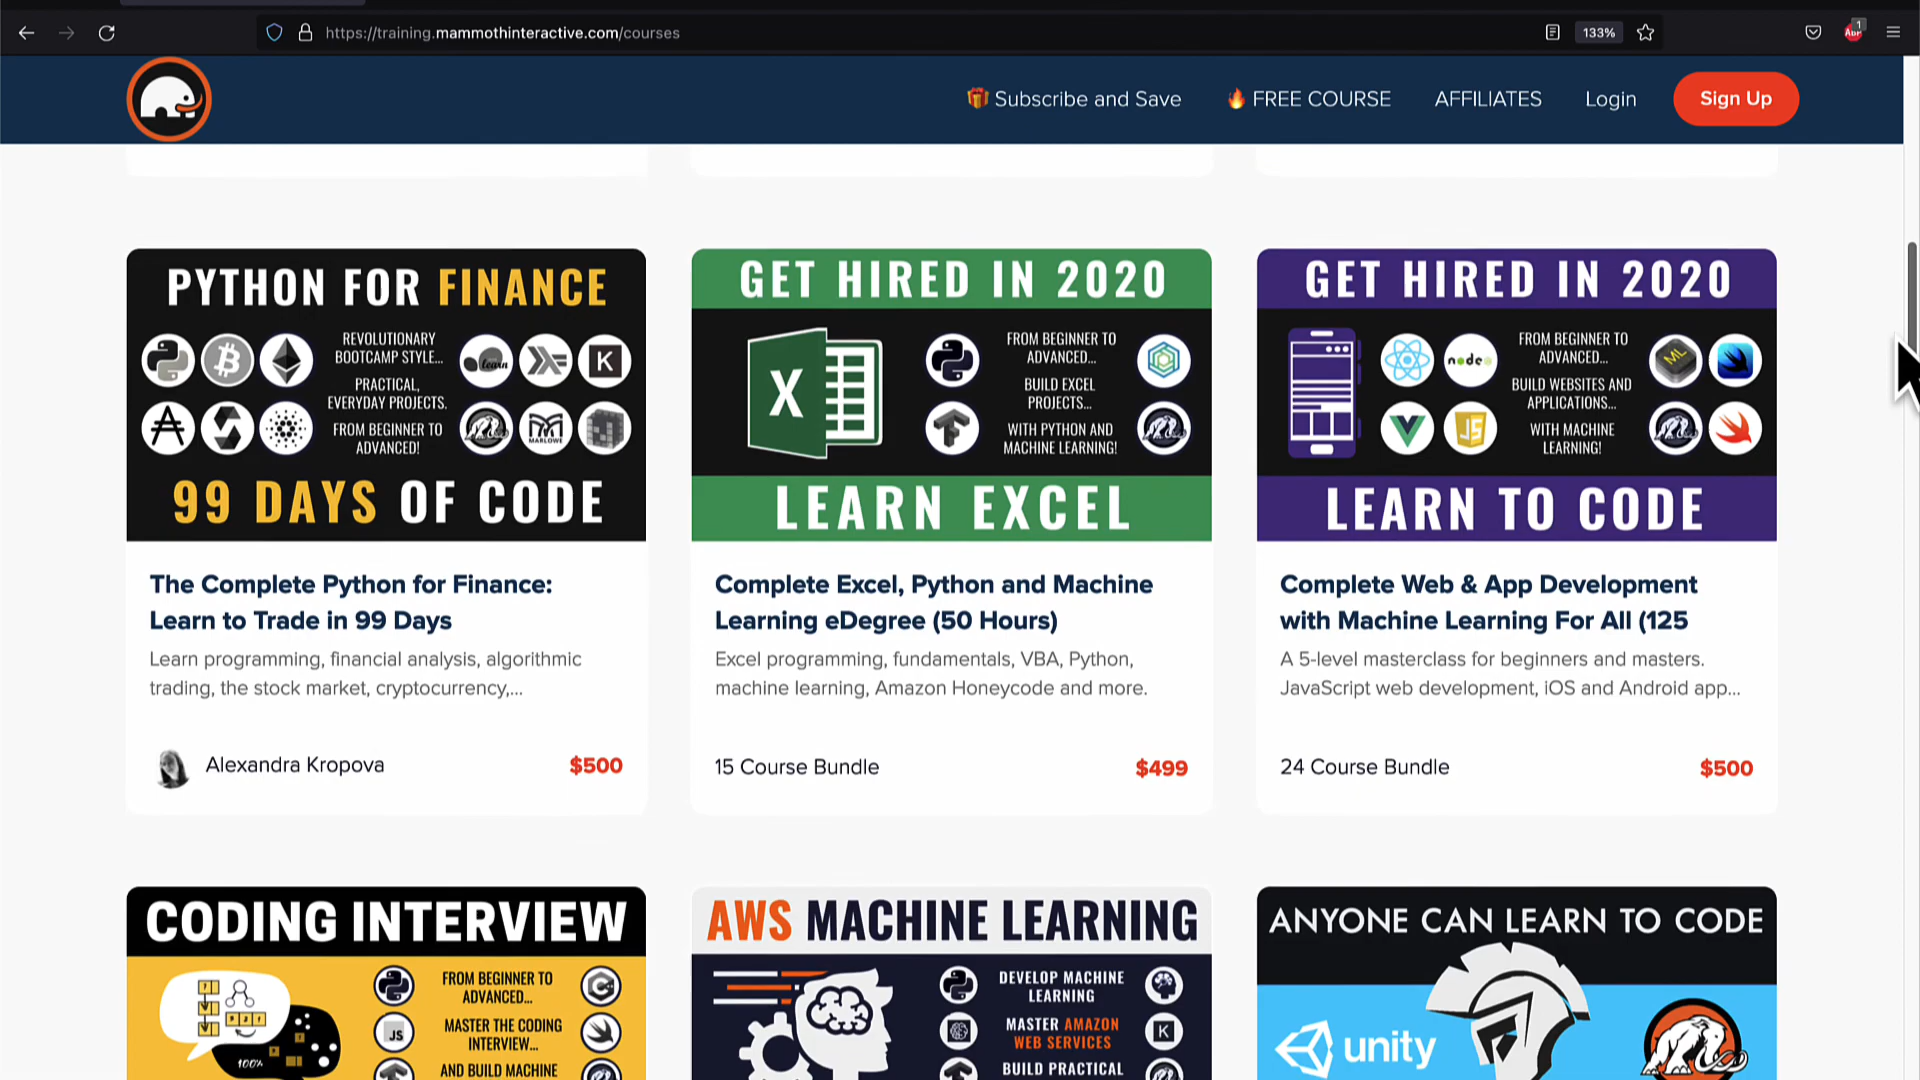 https://training.mammothinteractive.com/courses
133%
1
ABP
🎁 Subscribe and Save
🔥 FREE COURSE
AFFILIATES
Login
Sign Up
PYTHON FOR FINANCE
REVOLUTIONARY
BOOTCAMP STYLE...
PRACTICAL,
EVERYDAY PROJECTS.
FROM BEGINNER TO
ADVANCED!
learn
K
MARLOWE
99 DAYS OF CODE
The Complete Python for Finance:
Learn to Trade in 99 Days
Learn programming, financial analysis, algorithmic
trading, the stock market, cryptocurrency,...
Alexandra Kropova
$500
GET HIRED IN 2020
X
FROM BEGINNER TO
ADVANCED...
BUILD EXCEL
PROJECTS...
WITH PYTHON AND
MACHINE LEARNING!
LEARN EXCEL
Complete Excel, Python and Machine
Learning eDegree (50 Hours)
Excel programming, fundamentals, VBA, Python,
machine learning, Amazon Honeycode and more.
15 Course Bundle
$499
GET HIRED IN 2020
node
JS
FROM BEGINNER TO
ADVANCED...
BUILD WEBSITES AND
APPLICATIONS...
WITH MACHINE
LEARNING!
ML
LEARN TO CODE
Complete Web & App Development
with Machine Learning For All (125
A 5-level masterclass for beginners and masters.
JavaScript web development, iOS and Android app...
24 Course Bundle
$500
CODING INTERVIEW
100%
JS
FROM BEGINNER TO
ADVANCED...
MASTER THE CODING
INTERVIEW...
AND BUILD MACHINE
C
AWS MACHINE LEARNING
DEVELOP MACHINE
LEARNING
MASTER AMAZON
WEB SERVICES
BUILD PRACTICAL
K
ANYONE CAN LEARN TO CODE
unity